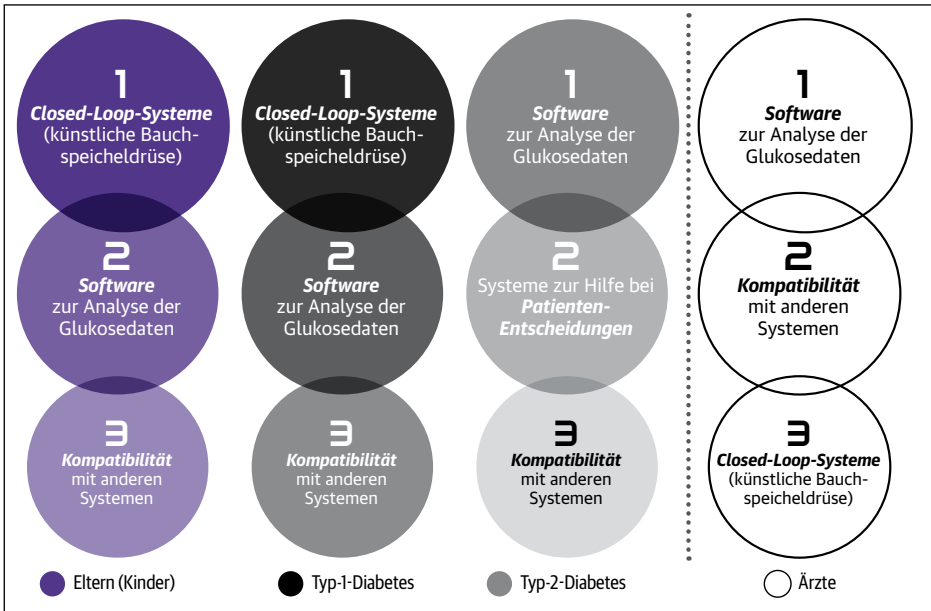 1
Closed-Loop-Systeme
(künstliche Bauch-
speicheldrüse)
2
Software
zur Analyse der
Glukosedaten
3
Kompatibilität
mit anderen
Systemen
Eltern (Kinder)
1
Closed-Loop-Systeme
(künstliche Bauch-
speicheldrüse)
2
Software
zur Analyse der
Glukosedaten
3
Kompatibilität
mit anderen
Systemen
Typ-1-Diabetes
1
Software
zur Analyse der
Glukosedaten
2
Systeme zur Hilfe bei
Patienten-
Entscheidungen
3
Kompatibilität
mit anderen
Systemen
Typ-2-Diabetes
1
Software
zur Analyse der
Glukosedaten
2
Kompatibilität
mit anderen
Systemen
3
Closed-Loop-Systeme
(künstliche Bauch-
speicheldrüse)
Ärzte